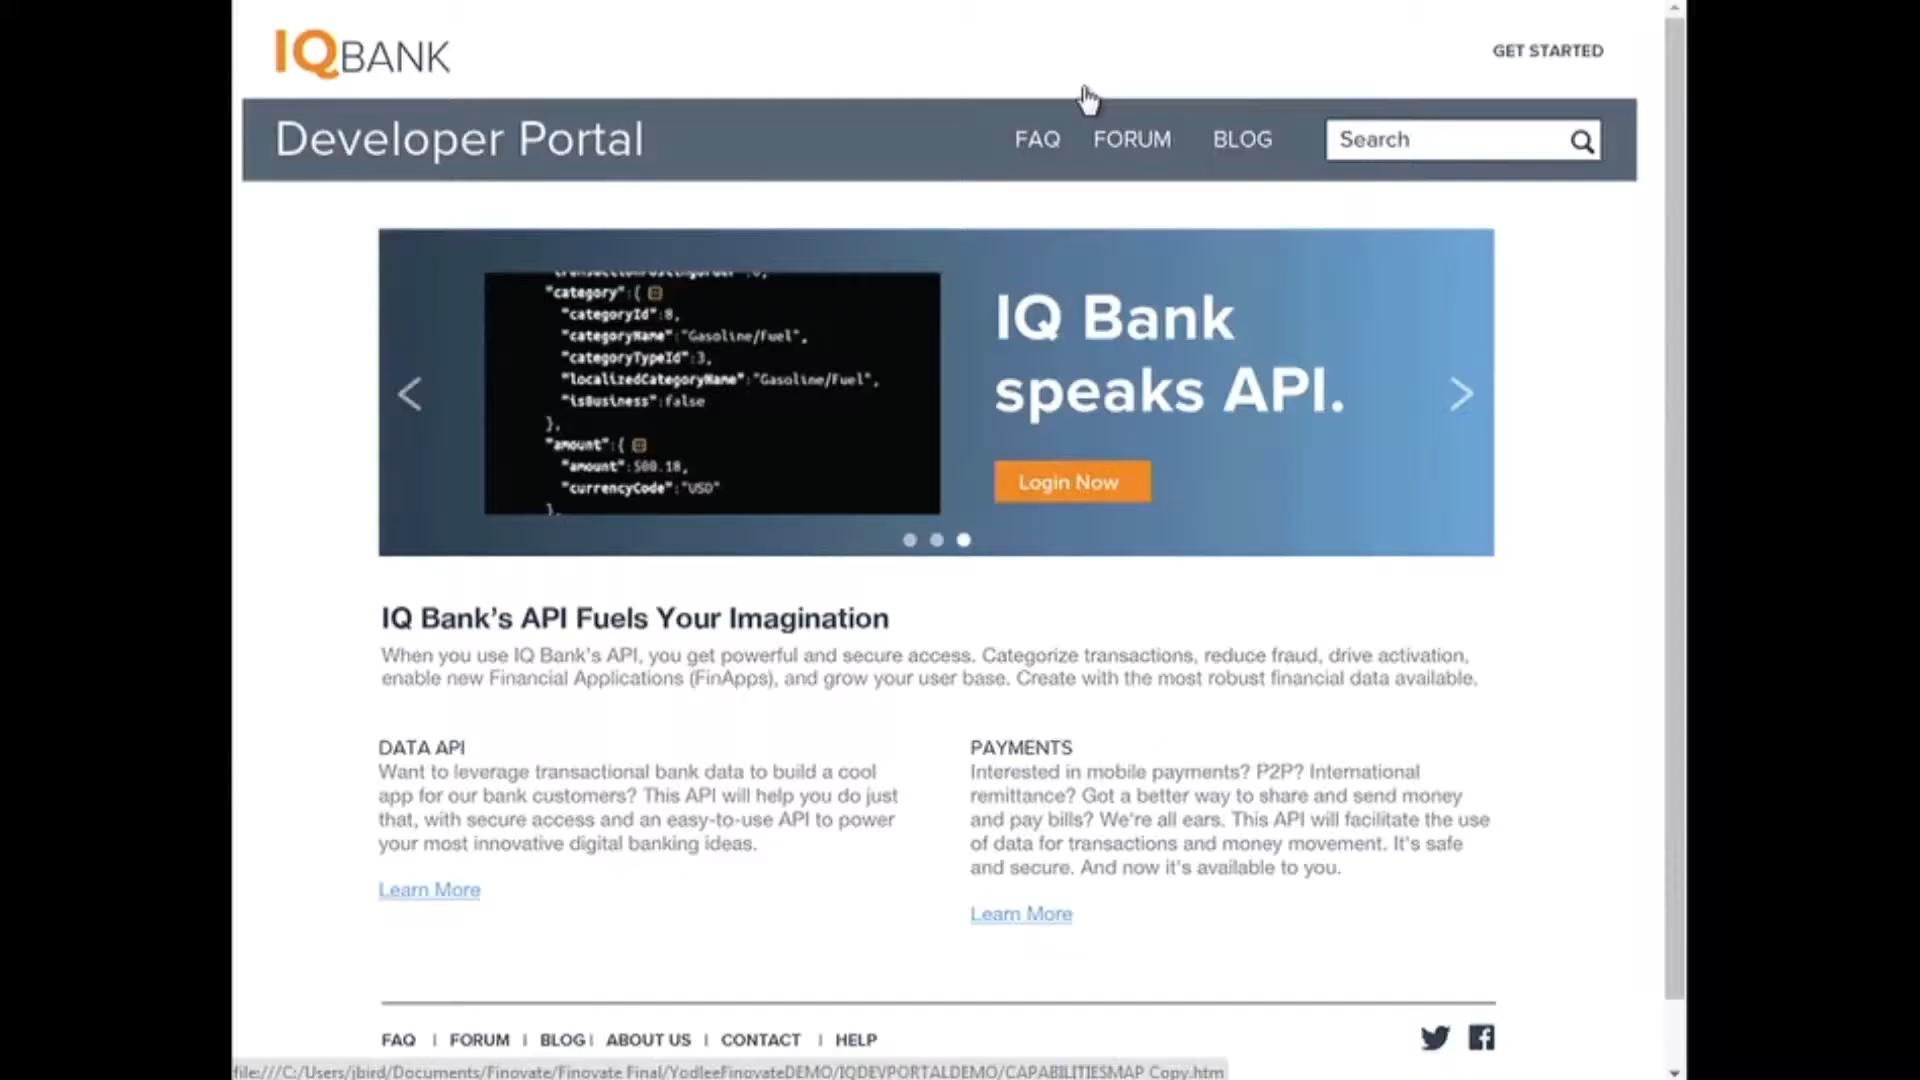 IQBANK
GET STARTED
Developer Portal
FAQ FORUM BLOG Search
"category":{
"categoryId":8,
"categoryName":"Gasoline/Fuel",
"categoryTypeId":3,
"localizedCategoryName":"Gasoline/Fuel",
"isBusiness":false
},
"amount":{
"amount":500.18,
"currencyCode":"USD"
},
IQ Bank
speaks API.
Login Now
IQ Bank's API Fuels Your Imagination
When you use IQ Bank's API, you get powerful and secure access. Categorize transactions, reduce fraud, drive activation,
enable new Financial Applications (FinApps), and grow your user base. Create with the most robust financial data available.
DATA API
Want to leverage transactional bank data to build a cool
app for our bank customers? This API will help you do just
that, with secure access and an easy-to-use API to power
your most innovative digital banking ideas.
Learn More
PAYMENTS
Interested in mobile payments? P2P? International
remittance? Got a better way to share and send money
and pay bills? We're all ears. This API will facilitate the use
of data for transactions and money movement. It's safe
and secure. And now it's available to you.
Learn More
FAQ | FORUM | BLOG | ABOUT US | CONTACT | HELP
file:///C:/Users/jbird/Documents/Finovate/Finovate Final/YodleeFinovateDEMO/IQDEVPORTALDEMO/CAPABILITIESMAP Copy.htm